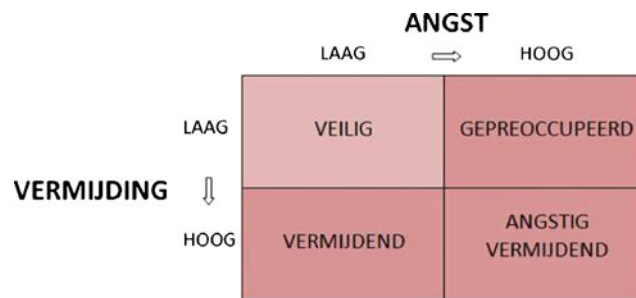 ANGST
LAAG HOOG
LAAG VEILIG GEPREOCCUPEERD
VERMIJDING
HOOG VERMIJDEND ANGSTIG
VERMIJDEND